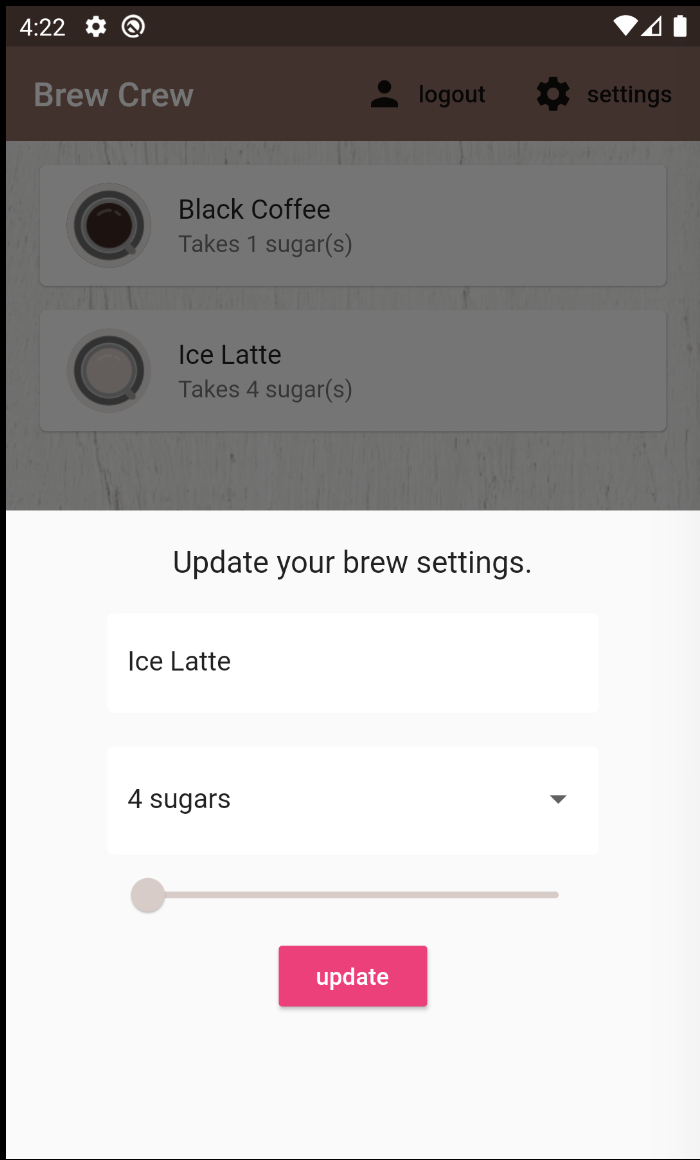 4:22
Brew Crew logout settings
Black Coffee
Takes 1 sugar(s)
Ice Latte
Takes 4 sugar(s)
Update your brew settings.
Ice Latte
4 sugars
update